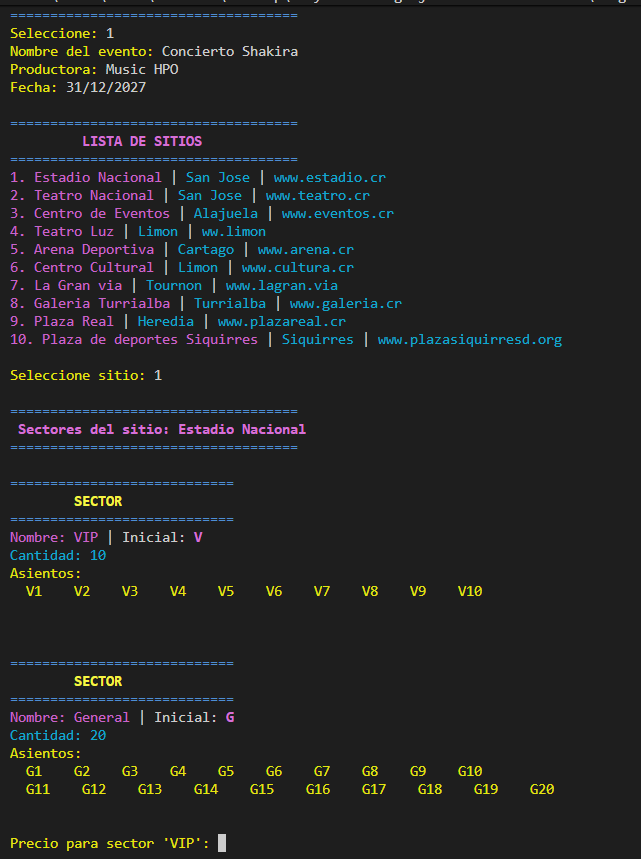 ====================================
Seleccione: 1
Nombre del evento: Concierto Shakira
Productora: Music HPO
Fecha: 31/12/2027
====================================
LISTA DE SITIOS
====================================
1. Estadio Nacional | San Jose | www.estadio.cr
2. Teatro Nacional | San Jose | www.teatro.cr
3. Centro de Eventos | Alajuela | www.eventos.cr
4. Teatro Luz | Limon | ww.limon
5. Arena Deportiva | Cartago | www.arena.cr
6. Centro Cultural | Limon | www.cultura.cr
7. La Gran via | Tournon | www.lagran.via
8. Galeria Turrialba | Turrialba | www.galeria.cr
9. Plaza Real | Heredia | www.plazareal.cr
10. Plaza de deportes Siquirres | Siquirres | www.plazasiquirresd.org
Seleccione sitio: 1
====================================
Sectores del sitio: Estadio Nacional
====================================
============================
SECTOR
============================
Nombre: VIP | Inicial: V
Cantidad: 10
Asientos:
V1 V2 V3 V4 V5 V6 V7 V8 V9 V10
============================
SECTOR
============================
Nombre: General | Inicial: G
Cantidad: 20
Asientos:
G1 G2 G3 G4 G5 G6 G7 G8 G9 G10
G11 G12 G13 G14 G15 G16 G17 G18 G19 G20
Precio para sector 'VIP':